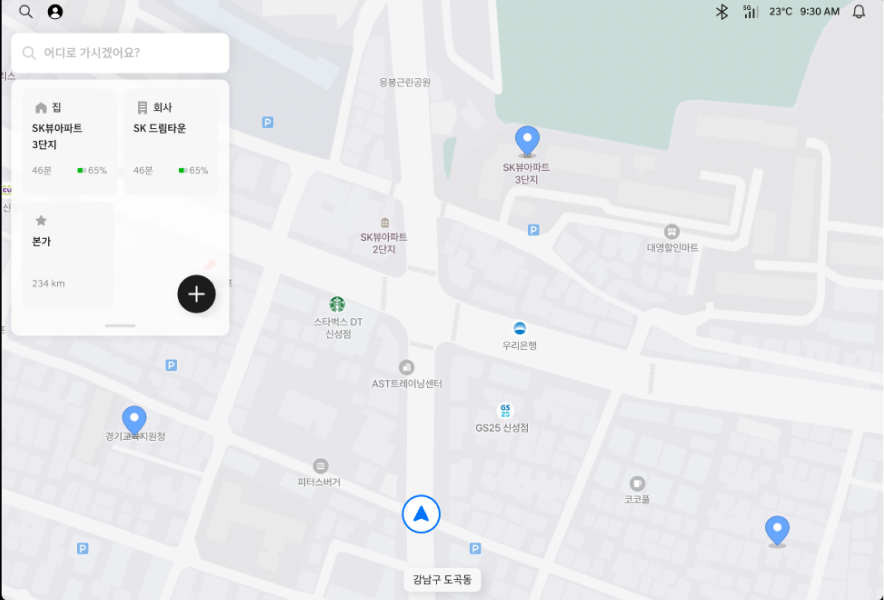 5G
23°C 9:30 AM
어디로 가시겠어요?
집
SK뷰아파트
3단지
46분
65%
회사
SK 드림타운
46분
65%
본가
234 km
응봉근린공원
P
SK뷰아파트
3단지
CU
신
SK뷰아파트
2단지
P
대영할인마트
스타벅스 DT
신성점
우리은행
P
AST트레이닝센터
GS
25
GS25 신성점
경기교육지원청
피터스버거
코코풀
P
P
강남구 도곡동